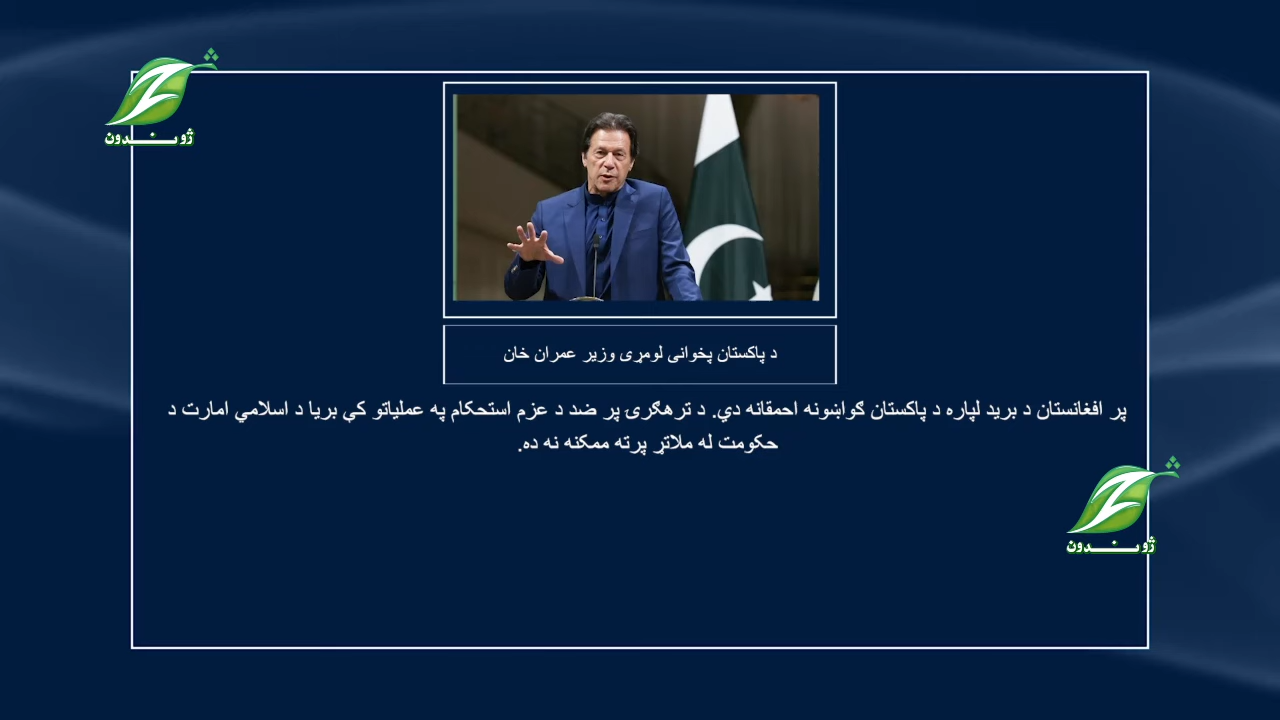 ژوندون
د پاکستان پخوانی لومړی وزیر عمران خان
پر افغانستان د برید لپاره د پاکستان ګواښونه احمقانه دي. د ترهګرۍ پر ضد د عزم استحکام په عملیاتو کې بریا د اسلامي امارت د
حکومت له ملاتړ پرته ممکنه نه ده.
ژوندون